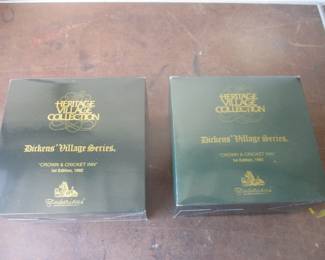 HERITAGE
VILLAGE
COLLECTION
Dickens' Village Series®
"CROWN & CRICKET INN"
1st Edition, 1992
HERITAGE
VILLAGE
COLLECTION
Dickens' Village Series®
"CROWN & CRICKET INN"
1st Edition, 1992